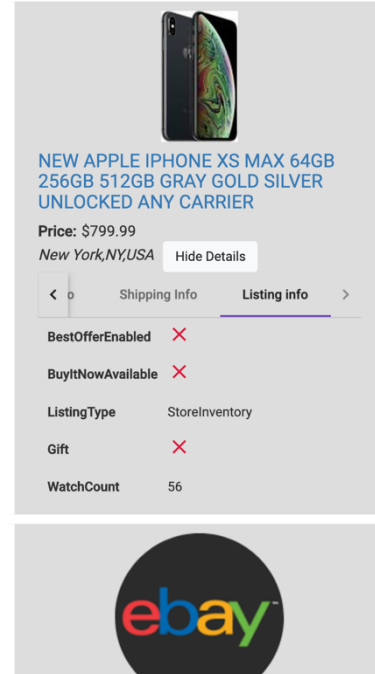 NEW APPLE IPHONE XS MAX 64GB
256GB 512GB GRAY GOLD SILVER
UNLOCKED ANY CARRIER
Price: $799.99
New York,NY,USA Hide Details
o Shipping Info Listing info
BestOfferEnabled
BuyItNowAvailable
ListingType StoreInventory
Gift
WatchCount 56
ebay